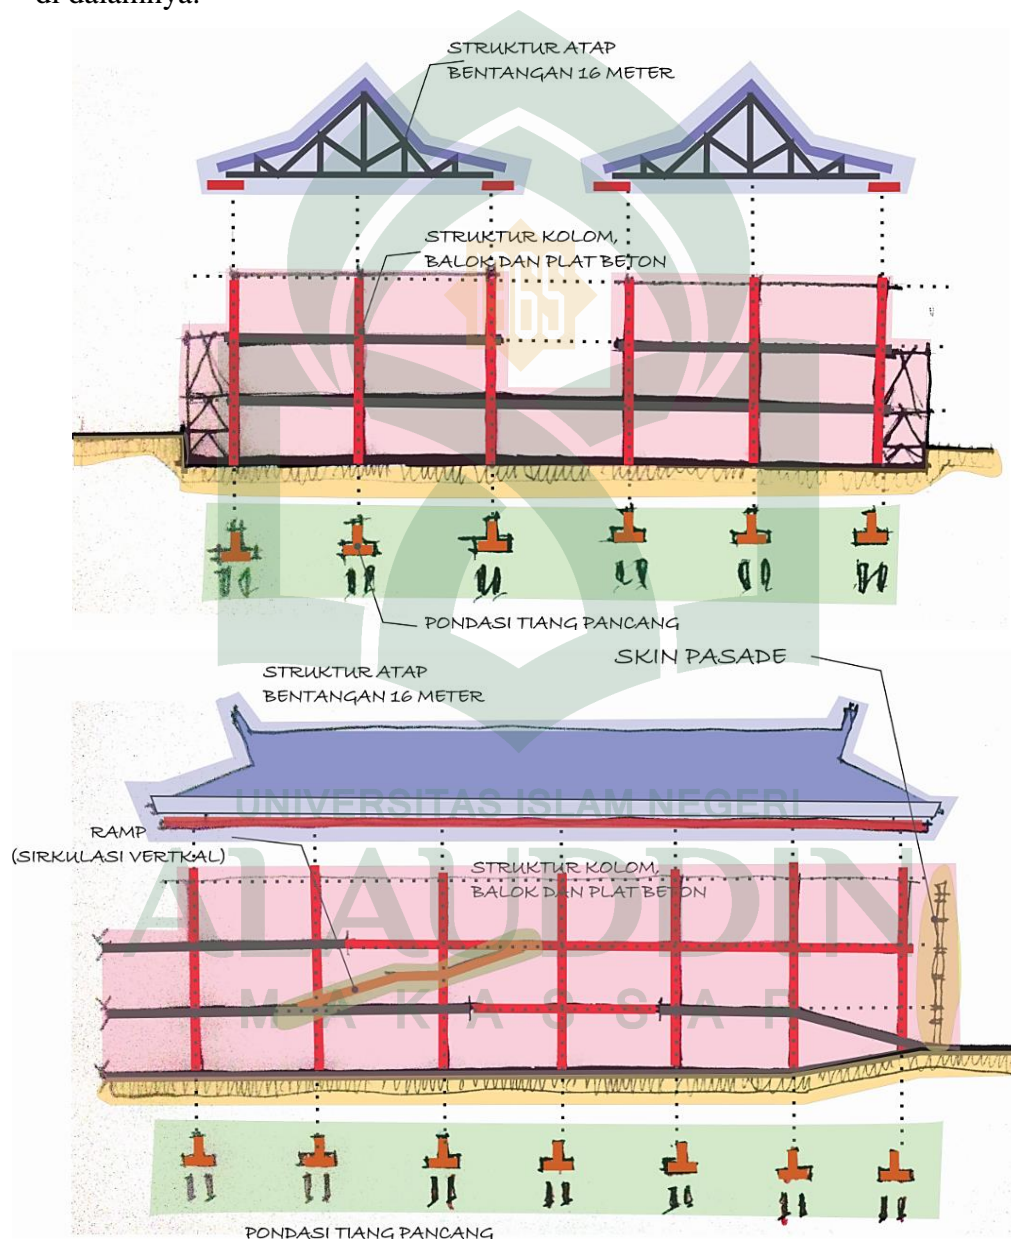 di dalamnya.
STRUKTUR ATAP
BENTANGAN 16 METER
STRUKTUR KOLOM,
BALOK DAN PLAT BETON
PONDASI TIANG PANCANG
SKIN PASADE
STRUKTUR ATAP
BENTANGAN 16 METER
UNIVERSITAS ISLAM NEGERI
RAMP
(SIRKULASI VERTKAL)
STRUKTUR KOLOM,
BALOK DAN PLAT BETON
ALAUDDIN
MAKASSAR
PONDASI TIANG PANCANG